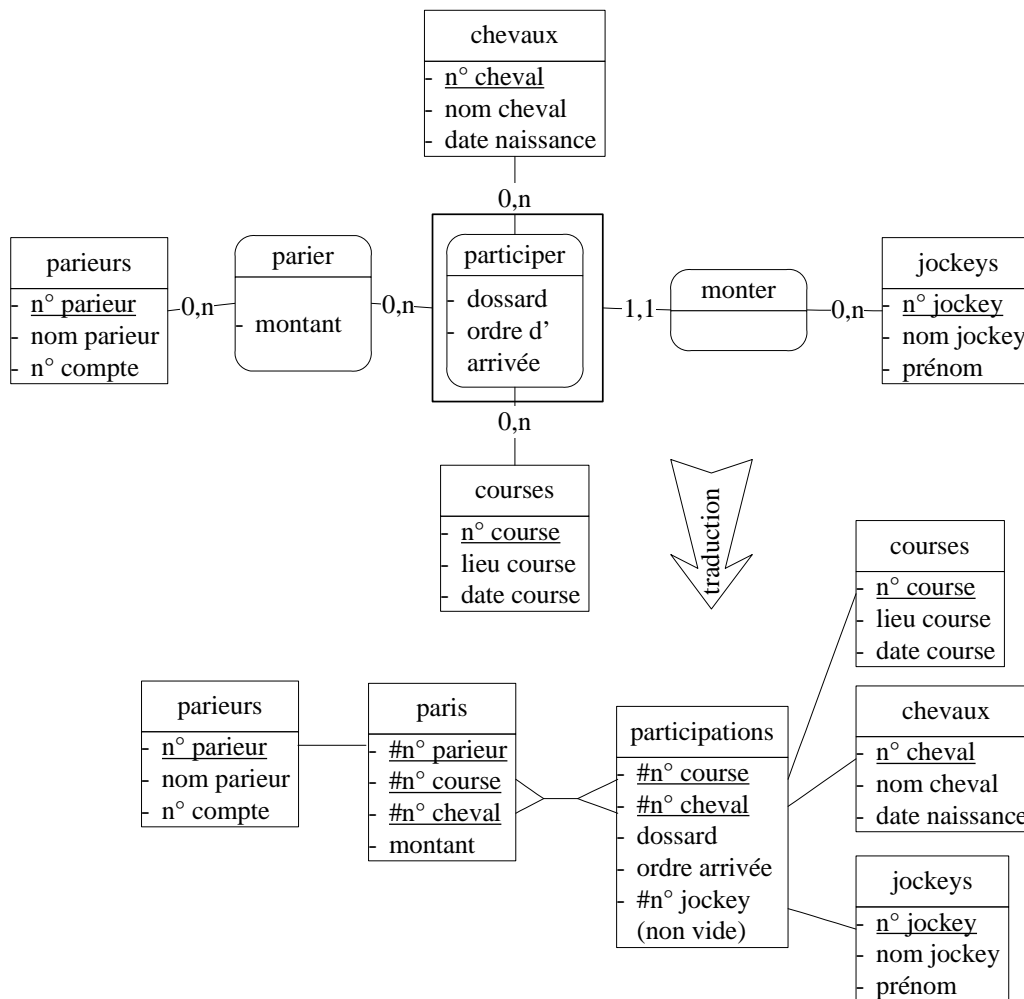 chevaux
- n° cheval
- nom cheval
- date naissance
0,n
parieurs
- n° parieur
- nom parieur
- n° compte
0,n
parier
- montant
0,n
participer
- dossard
- ordre d'
arrivée
1,1
monter
0,n
jockeys
- n° jockey
- nom jockey
- prénom
0,n
courses
- n° course
- lieu course
- date course
traduction
courses
- n° course
- lieu course
- date course
parieurs
- n° parieur
- nom parieur
- n° compte
paris
- #n° parieur
- #n° course
- #n° cheval
- montant
participations
- #n° course
- #n° cheval
- dossard
- ordre arrivée
- #n° jockey
(non vide)
chevaux
- n° cheval
- nom cheval
- date naissance
jockeys
- n° jockey
- nom jockey
- prénom